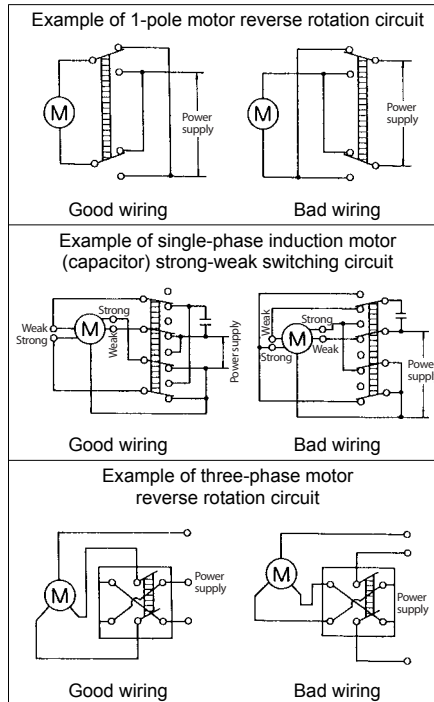 Example of 1-pole motor reverse rotation circuit
M
Power
supply
M
Power
supply
Good wiring
Bad wiring
Example of single-phase induction motor
(capacitor) strong-weak switching circuit
Strong
Weak
Strong
M
Weak
Power supply
Weak
Strong
Strong
M
Weak
Power
supply
Good wiring
Bad wiring
Example of three-phase motor
reverse rotation circuit
M
Power
supply
M
Power
supply
Good wiring
Bad wiring